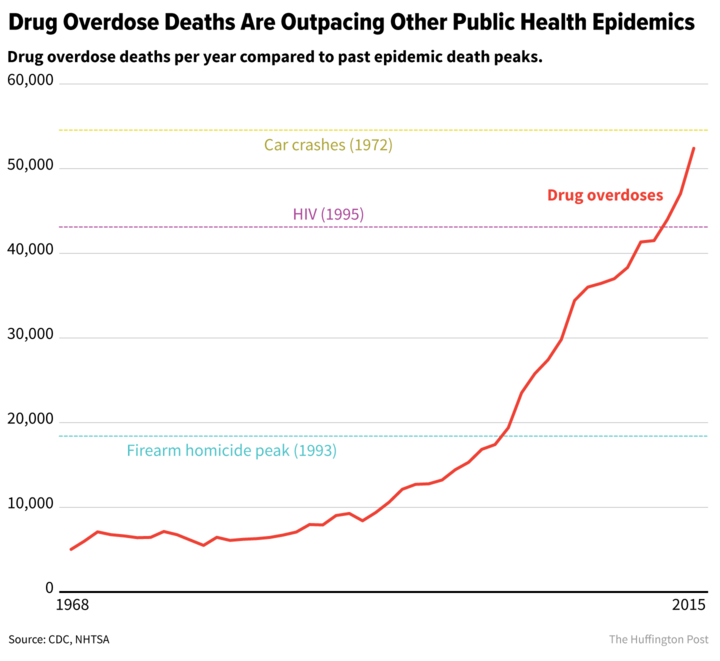 Drug Overdose Deaths Are Outpacing Other Public Health Epidemics
Drug overdose deaths per year compared to past epidemic death peaks.
60,000
Car crashes (1972)
50,000
Drug overdoses
HIV (1995)
40,000
30,000
20,000
Firearm homicide peak (1993)
10,000
0
1968 2015
Source: CDC, NHTSA The Huffington Post